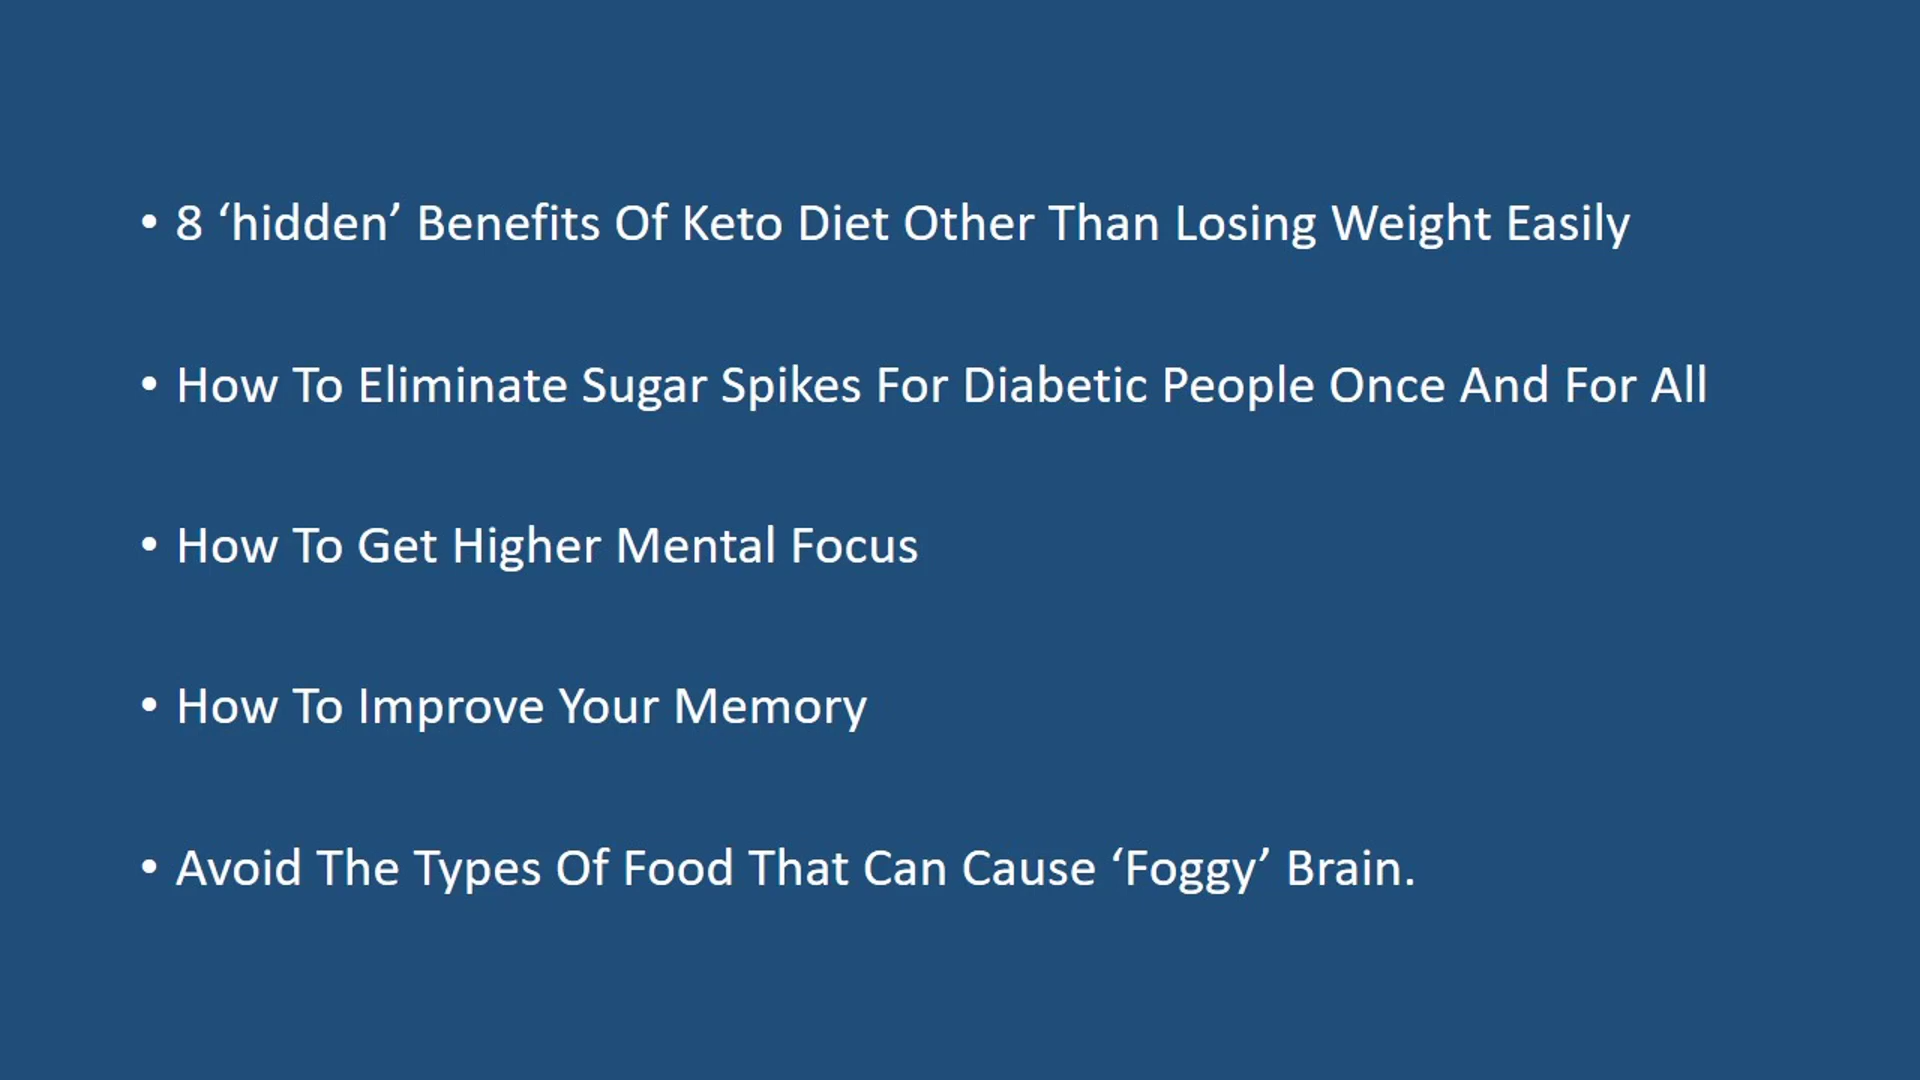 • 8 ‘hidden’ Benefits Of Keto Diet Other Than Losing Weight Easily
• How To Eliminate Sugar Spikes For Diabetic People Once And For All
• How To Get Higher Mental Focus
• How To Improve Your Memory
• Avoid The Types Of Food That Can Cause ‘Foggy’ Brain.